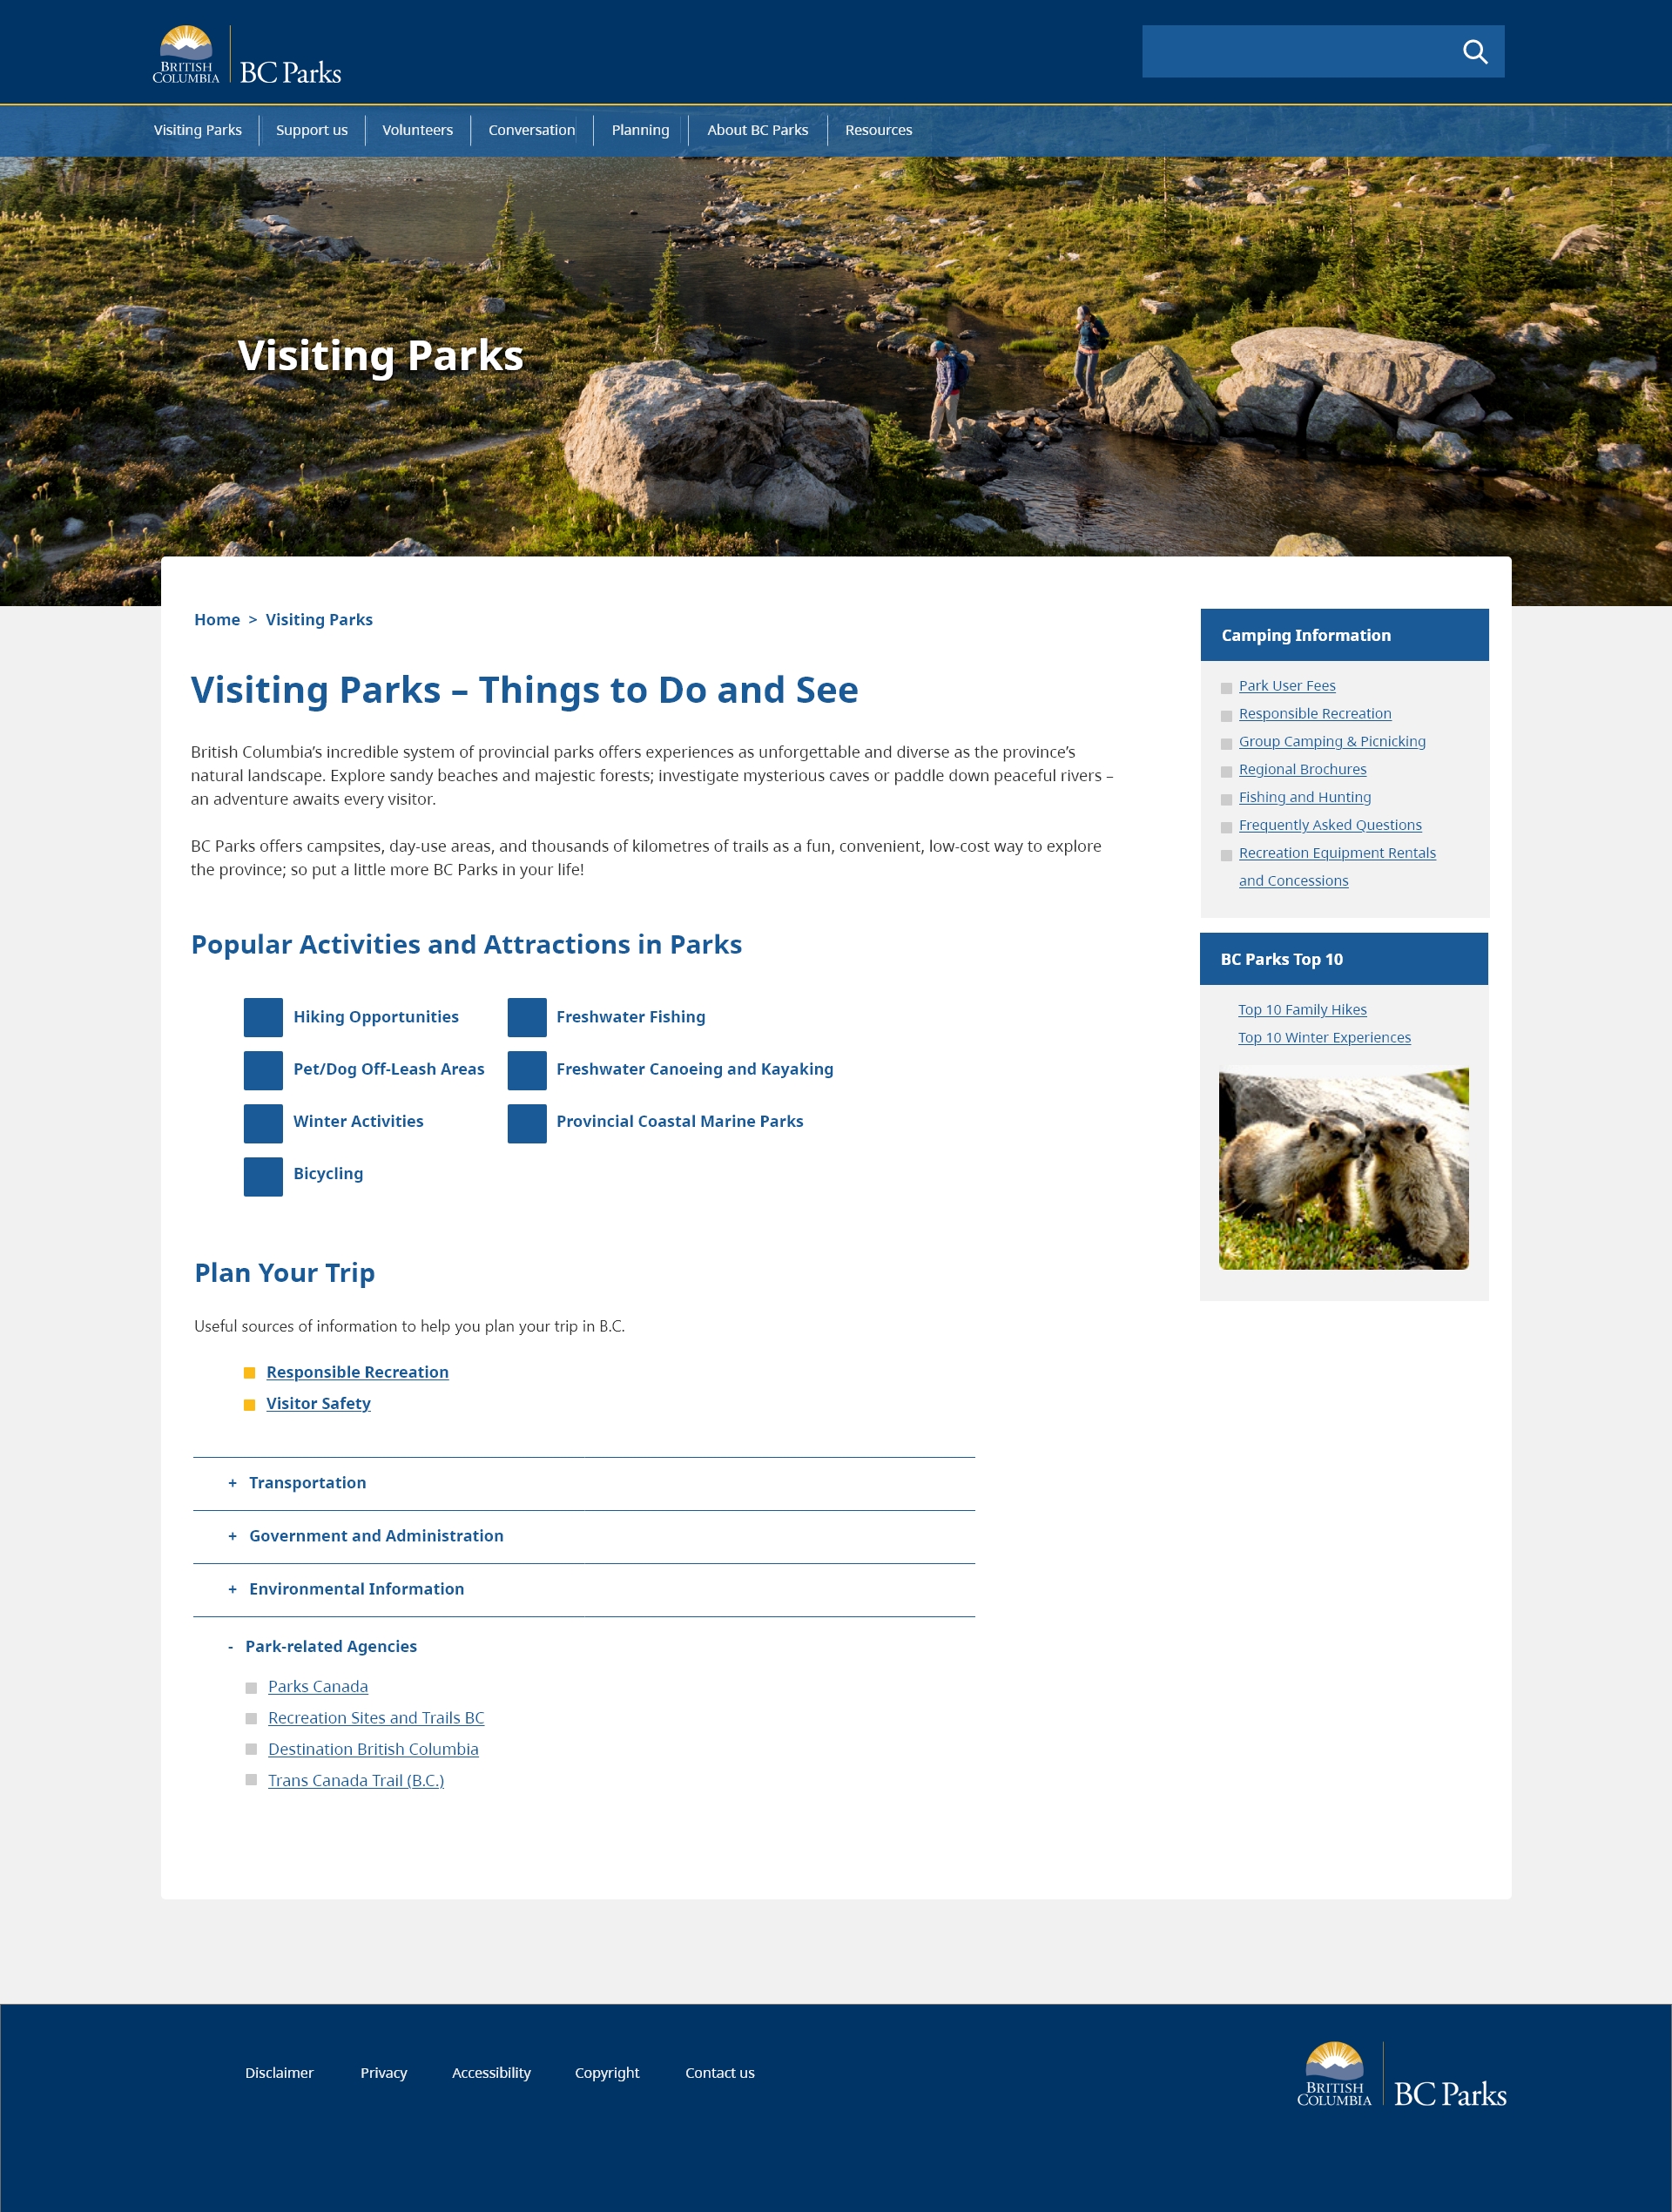 BRITISH
COLUMBIA
BC Parks
Visiting Parks
Support us
Volunteers
Conversation
Planning
About BC Parks
Resources
Visiting Parks
Home > Visiting Parks
Visiting Parks – Things to Do and See
British Columbia’s incredible system of provincial parks offers experiences as unforgettable and diverse as the province’s
natural landscape. Explore sandy beaches and majestic forests; investigate mysterious caves or paddle down peaceful rivers –
an adventure awaits every visitor.
BC Parks offers campsites, day-use areas, and thousands of kilometres of trails as a fun, convenient, low-cost way to explore
the province; so put a little more BC Parks in your life!
Popular Activities and Attractions in Parks
Hiking Opportunities
Pet/Dog Off-Leash Areas
Winter Activities
Bicycling
Freshwater Fishing
Freshwater Canoeing and Kayaking
Provincial Coastal Marine Parks
Plan Your Trip
Useful sources of information to help you plan your trip in B.C.
Responsible Recreation
Visitor Safety
+ Transportation
+ Government and Administration
+ Environmental Information
- Park-related Agencies
Parks Canada
Recreation Sites and Trails BC
Destination British Columbia
Trans Canada Trail (B.C.)
Camping Information
Park User Fees
Responsible Recreation
Group Camping & Picnicking
Regional Brochures
Fishing and Hunting
Frequently Asked Questions
Recreation Equipment Rentals
and Concessions
BC Parks Top 10
Top 10 Family Hikes
Top 10 Winter Experiences
Disclaimer
Privacy
Accessibility
Copyright
Contact us
BRITISH
COLUMBIA
BC Parks